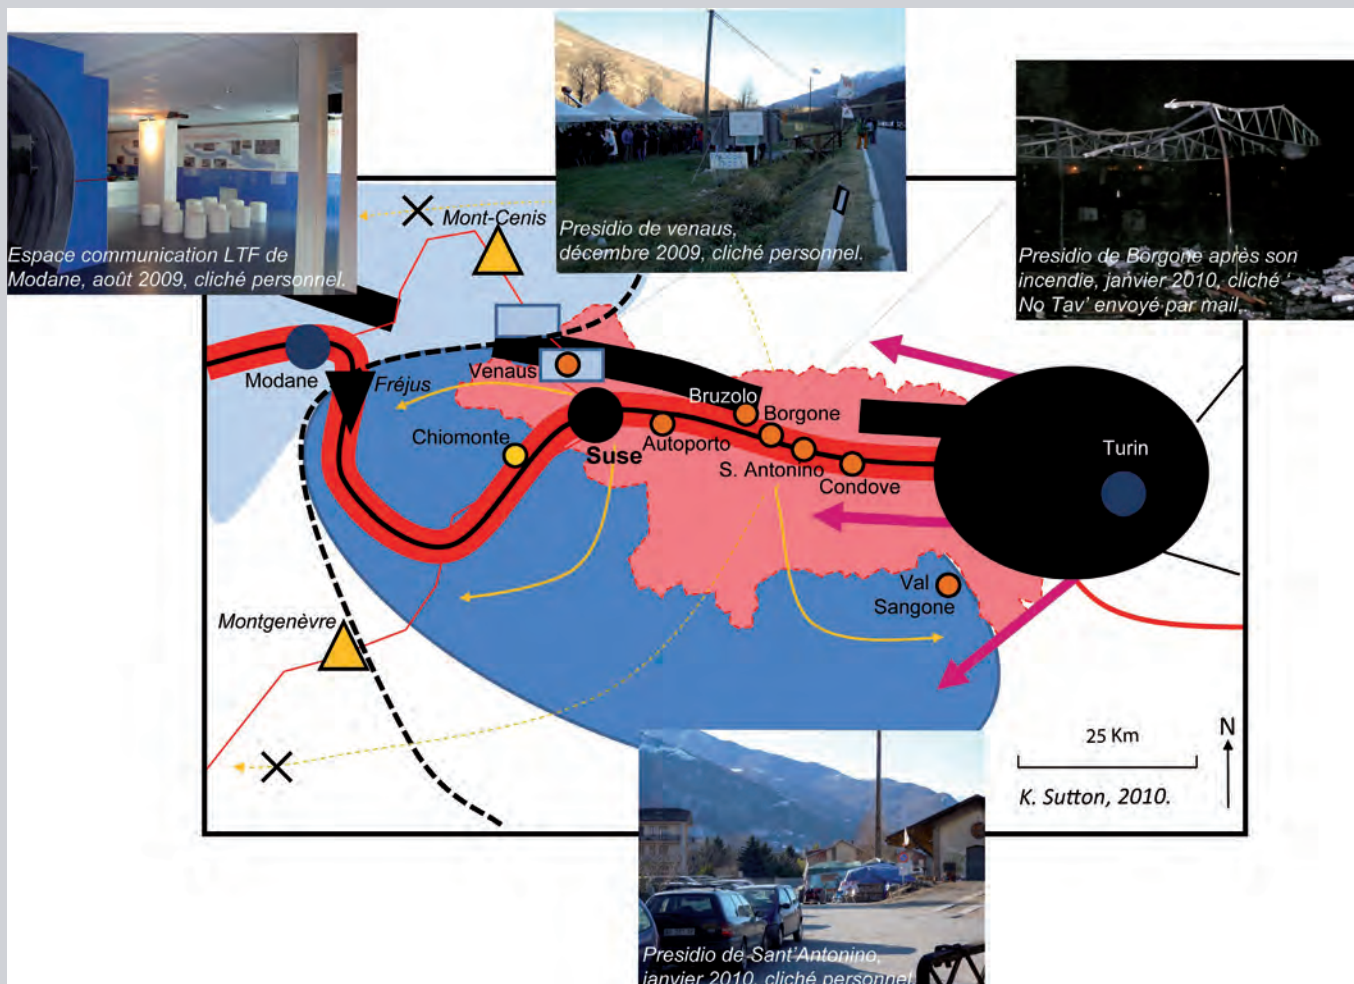 Espace communication LTF de
Modane, août 2009, cliché personnel.
Presidio de venaus,
décembre 2009, cliché personnel.
Presidio de Borgone après son
incendie, janvier 2010, cliché
No Tav' envoyé par mail.
Mont-Cenis
Modane
Fréjus
Venaus
Bruzolo
Borgone
Chiomonte
Suse
Autoporto
S. Antonino
Condove
Turin
Val
Sangone
Montgenèvre
25 Km
N
K. Sutton, 2010.
Presidio de Sant'Antonino,
janvier 2010, cliché personnel.